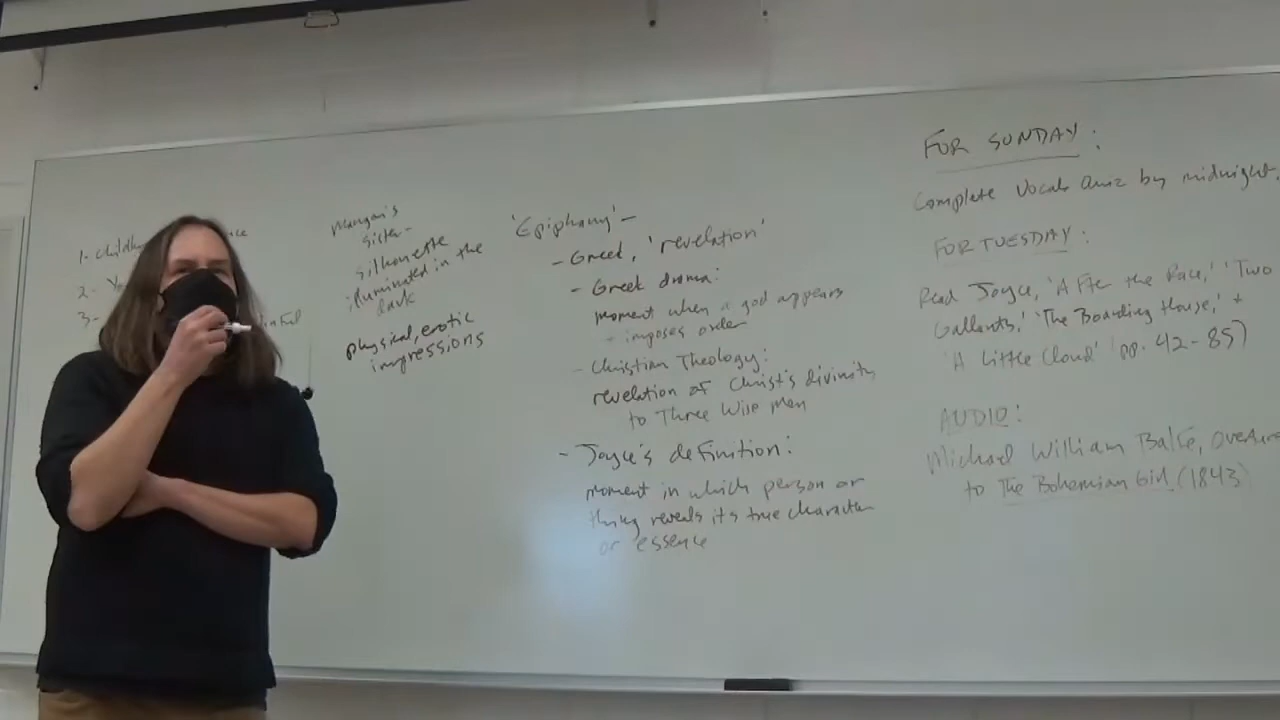 1- childh
2-
3-
Mangan's
sister -
silhouette
illuminated in the
dark
physical, erotic
impressions
'Epiphany' -
- Greek, 'revelation'
- Greek drama:
moment when a god appears
- imposes order
- Christian Theology:
revelation of Christ's divinity
to Three Wise Men
- Joyce's definition:
moment in which person or
thing reveals its true character
or essence
FOR SUNDAY:
Complete Vocab Quiz by midnight.
FOR TUESDAY:
Read Joyce, 'After the Race,' 'Two
Gallants,' 'The Boarding House,' +
'A Little Cloud' pp. 42-85)
AUDIO:
Michael William Balfe, Overture
to The Bohemian Girl (1843)